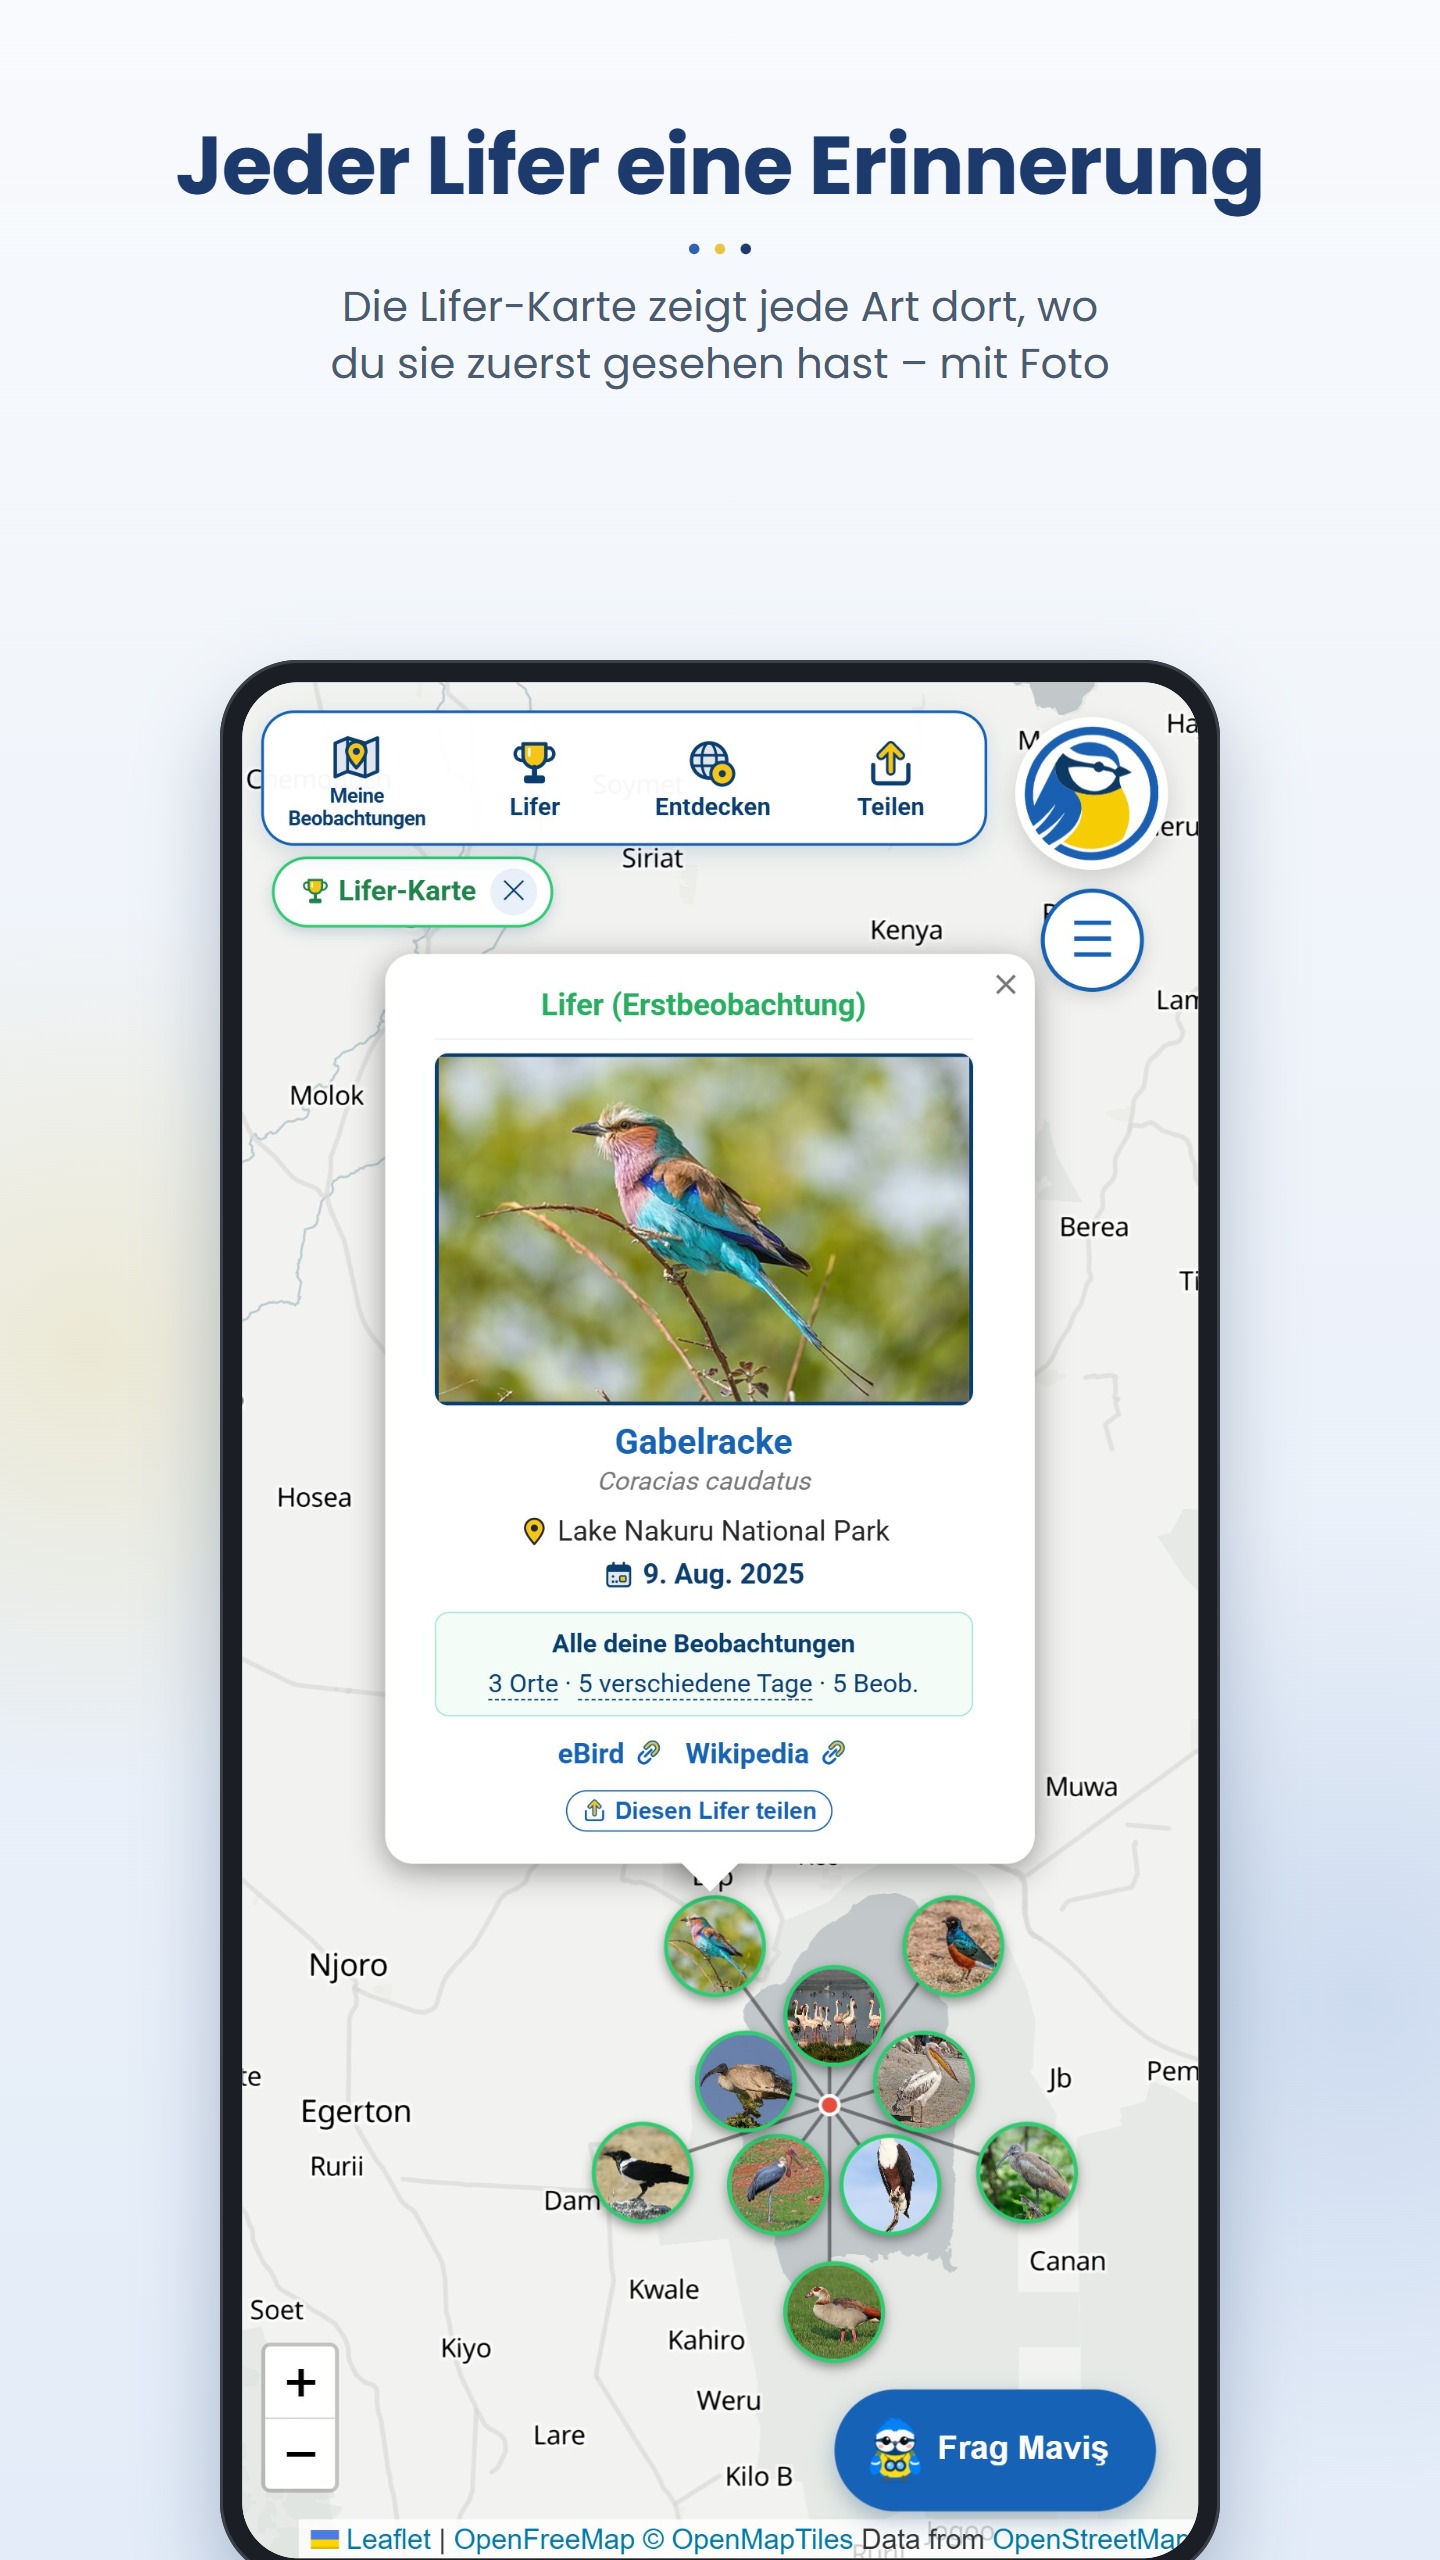 Jeder Lifer eine Erinnerung
Die Lifer-Karte zeigt jede Art dort, wo
du sie zuerst gesehen hast – mit Foto
Meine
Beobachtungen
Lifer
Entdecken
Teilen
Soymet
Siriat
Lifer-Karte
Kenya
Lifer (Erstbeobachtung)
Molok
Berea
Hosea
Gabelracke
Coracias caudatus
Lake Nakuru National Park
9. Aug. 2025
Alle deine Beobachtungen
3 Orte · 5 verschiedene Tage · 5 Beob.
eBird Wikipedia
Diesen Lifer teilen
Muwa
Njoro
Jb
Egerton
Rurii
Dam
Canan
Kwale
Soet
Kahiro
Kiyo
Weru
Lare
Kilo B
+
−
Frag Maviş
Leaflet | OpenFreeMap © OpenMapTiles Data from OpenStreetMap